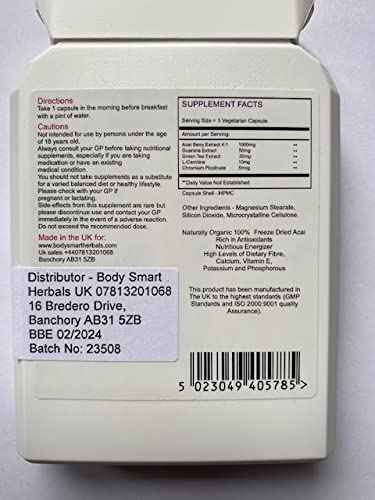 Directions
Take 1 capsule in the morning before breakfast
with a pint of water.
Cautions
Not intended for use by persons under the age
of 18 years old.
Always consult your GP before taking nutritional
supplements, especially if you are taking
medication or have an existing
medical condition.
You should not take supplements as a substitute
for a varied balanced diet or healthy lifestyle.
Please check with your GP if
pregnant or lactating.
Side-effects from this supplement are rare but
please discontinue use and contact your GP
immediately in the event of a adverse reaction.
Do not exceed the recommended dose.
Made in the UK for:
www.bodysmartherbals.com
Uk sales +4407813201068
Banchory AB31 5ZB
Distributor - Body Smart
Herbals UK 07813201068
16 Bredero Drive,
Banchory AB31 5ZB
BBE 02/2024
Batch No: 23508
SUPPLEMENT FACTS
Serving Size = 1 Vegetarian Capsule
Amount per Serving:
Acai Berry Extract 4:1 1000mg **
Guarana Extract 50mg **
Green Tea Extract 20mg **
L-Carnitine 10mg **
Chromium Picolinate 5mg **
**Daily Value Not Established
Capsule Shell - HPMC
Other Ingredients - Magnesium Stearate,
Silicon Dioxide, Microcrystalline Cellulose.
Naturally Organic 100% Freeze Dried Acai
Rich in Antioxidants
Nutritious Energizer
High Levels of Dietary Fibre,
Calcium, Vitamin E,
Potassium and Phosphorous
This product has been manufactured in
The UK to the highest standards (GMP
Standards and ISO 2000/9001 Quality
Assurance).
5 023049 405785 >